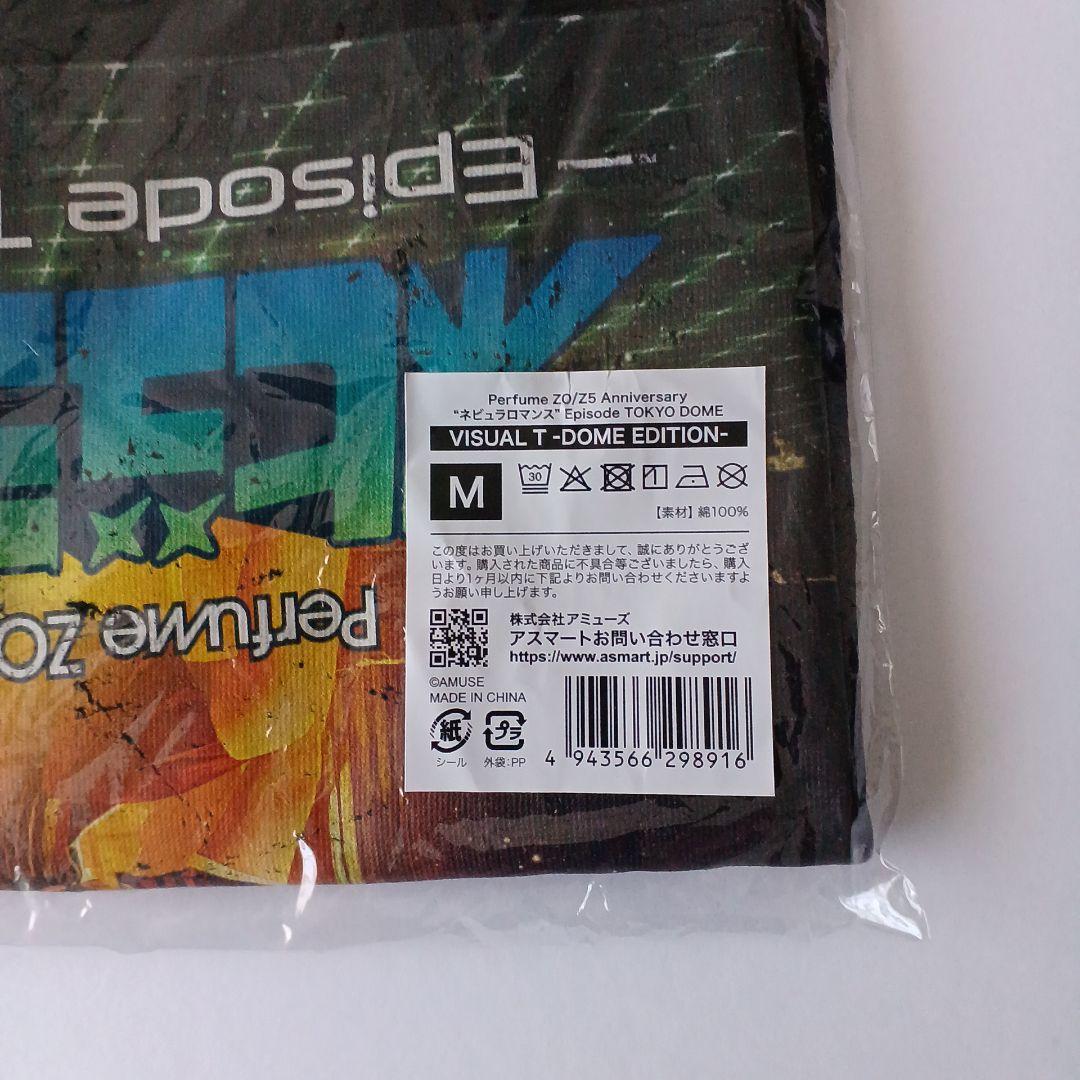 Episode T
Perfume ZO
Perfume ZO/Z5 Anniversary
“ネビュラロマンス” Episode TOKYO DOME
VISUAL T -DOME EDITION-
M
30
【素材】綿100%
この度はお買い上げいただきまして、誠にありがとうござ
います。購入された商品に不具合等ございましたら、購入
日より1ヶ月以内に下記よりお問い合わせくださいますよ
うお願い申し上げます。
株式会社アミューズ
アスマートお問い合わせ窓口
https://www.asmart.jp/support/
©AMUSE
MADE IN CHINA
紙
シール
プラ
外袋:PP
4 943566 298916